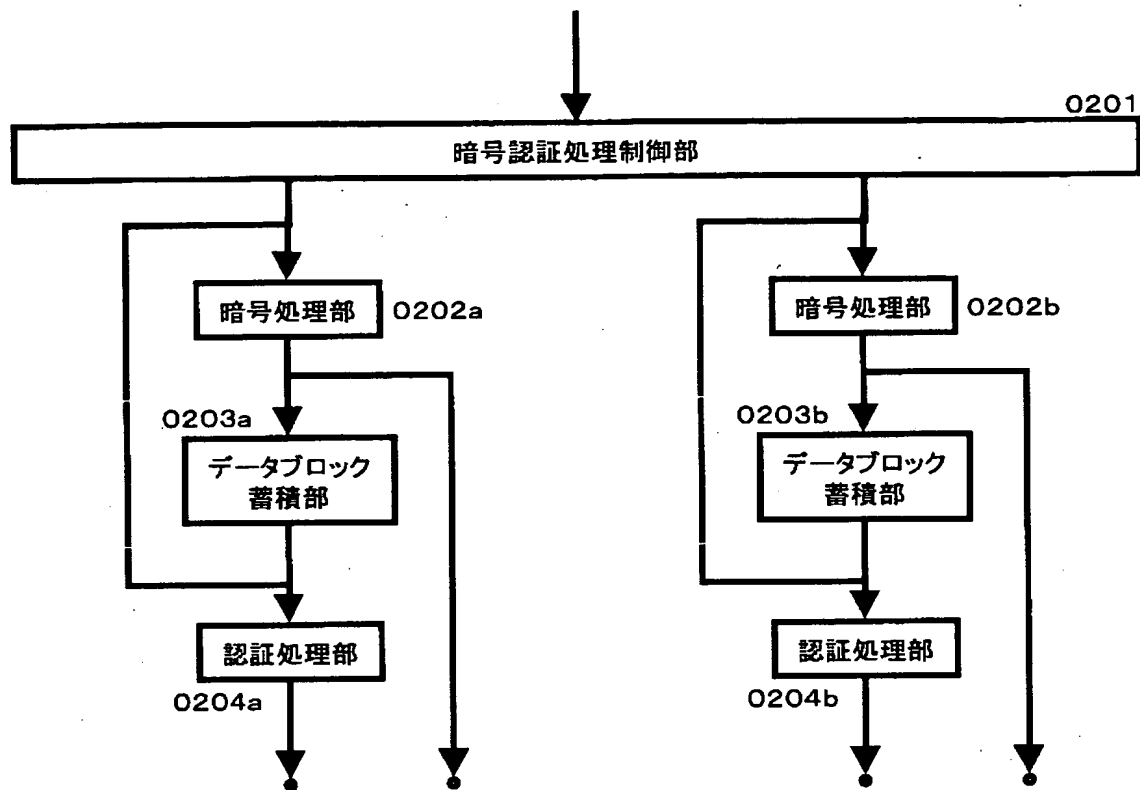 0201
暗号認証処理制御部
暗号処理部
0202a
暗号処理部
0202b
0203a
データブロック
蓄積部
0203b
データブロック
蓄積部
認証処理部
0204a
認証処理部
0204b